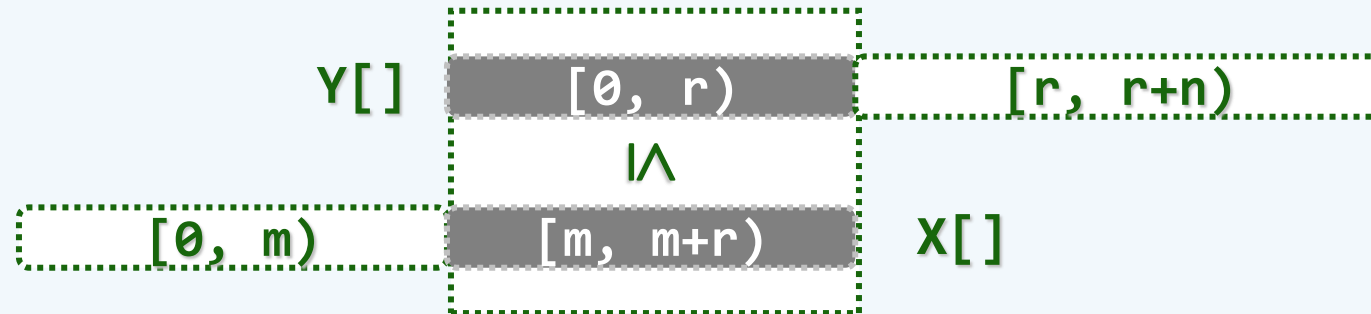 Y[] [0, r) [r, r+n)
≤
[0, m) [m, m+r) X[]